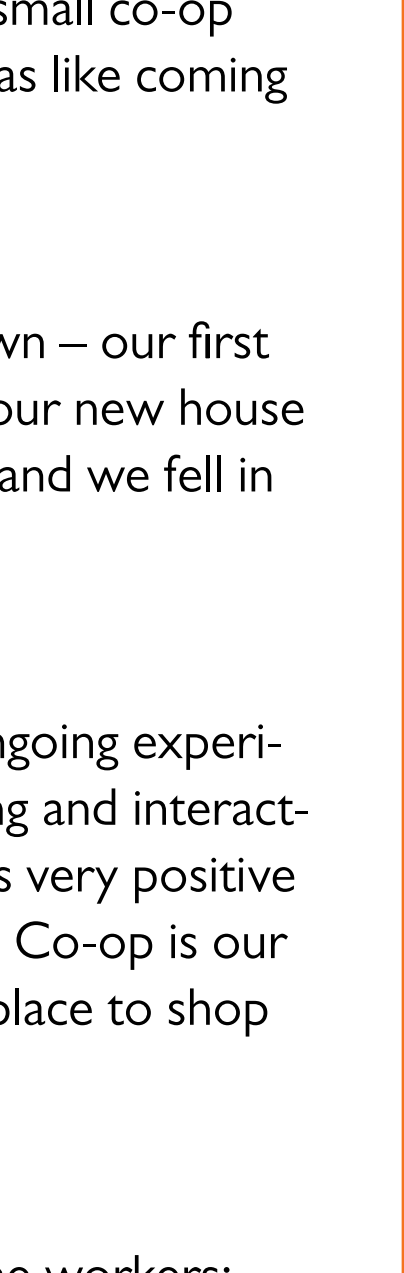 small co-op
as like coming
wn – our first
our new house
and we fell in
ngoing experi-
ng and interact-
s very positive
Co-op is our
place to shop
workers;